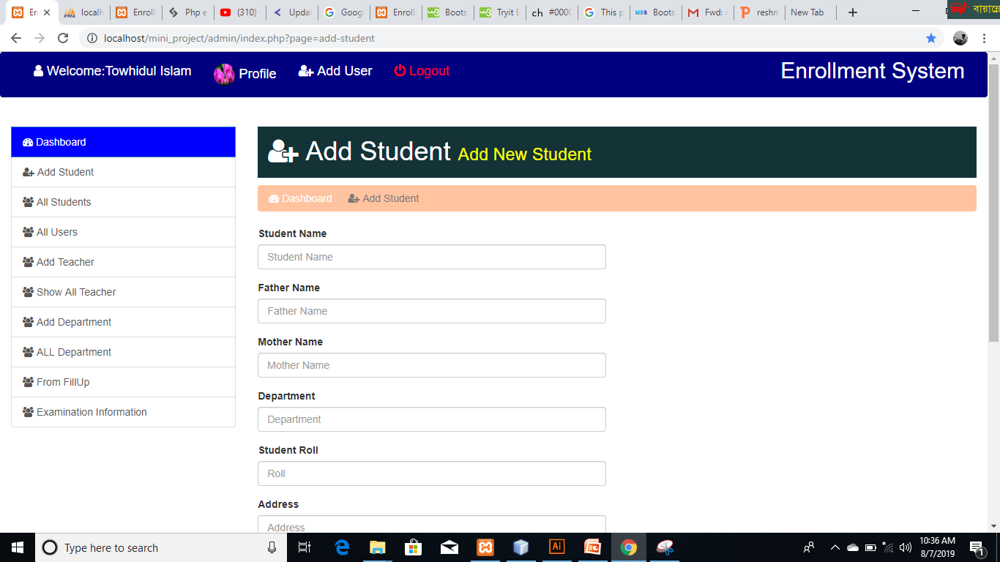 En
localh
Enroll
Php e
(310)
Updat
Goog
Enroll
Boots
Tryit E
ch #000
This p
Boots
Fwd: r
reshn
New Tab
বায়ান্নে
localhost/mini_project/admin/index.php?page=add-student
Welcome:Towhidul Islam Profile Add User Logout Enrollment System
Dashboard
Add Student
All Students
All Users
Add Teacher
Show All Teacher
Add Department
ALL Department
From FillUp
Examination Information
Add Student Add New Student
Dashboard / Add Student
Student Name
Student Name
Father Name
Father Name
Mother Name
Mother Name
Department
Department
Student Roll
Roll
Address
Address
Type here to search
Ai
10:36 AM
8/7/2019
1